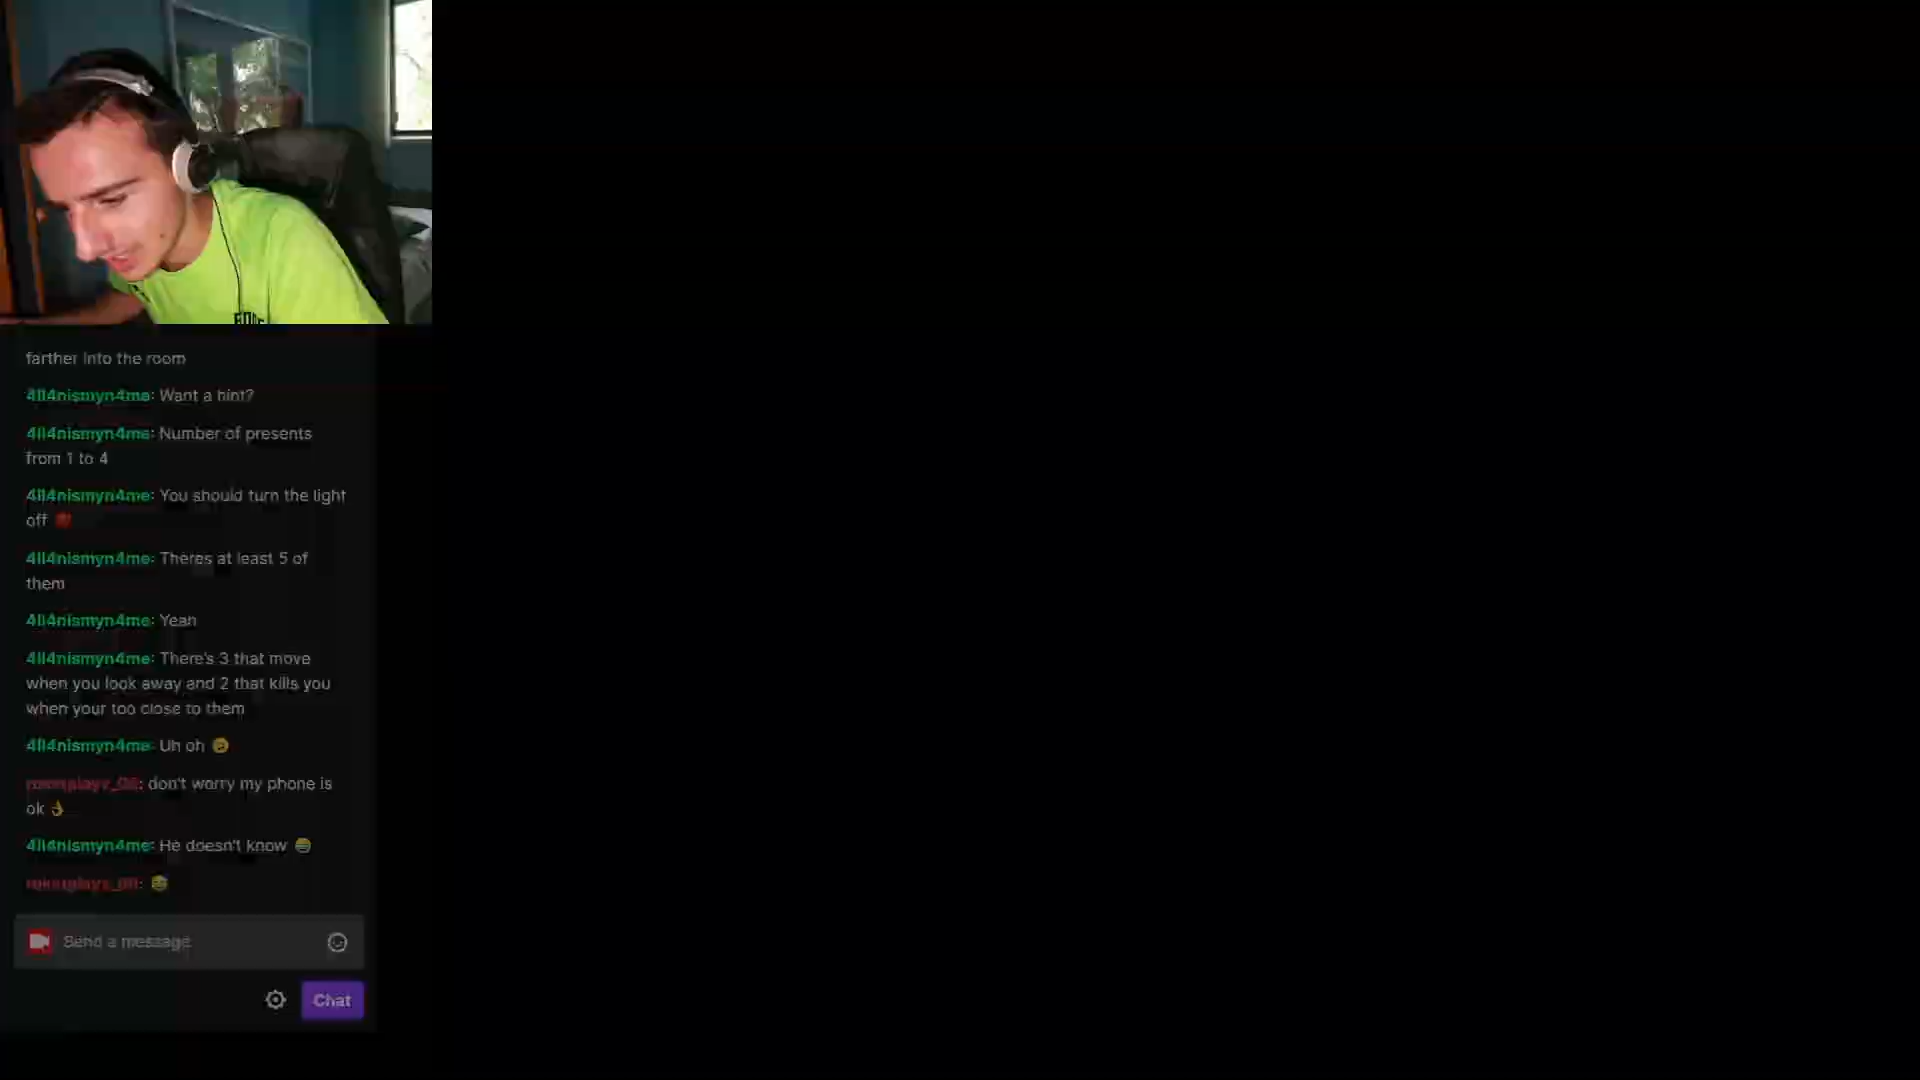 farther into the room
4ll4nismyn4me: Want a hint?
4ll4nismyn4me: Number of presents
from 1 to 4
4ll4nismyn4me: You should turn the light
off
4ll4nismyn4me: Theres at least 5 of
them
4ll4nismyn4me: Yeah
4ll4nismyn4me: There's 3 that move
when you look away and 2 that kills you
when your too close to them
4ll4nismyn4me: Uh oh 
don't worry my phone is
ok 👌
4ll4nismyn4me: He doesn't know
Send a message
Chat